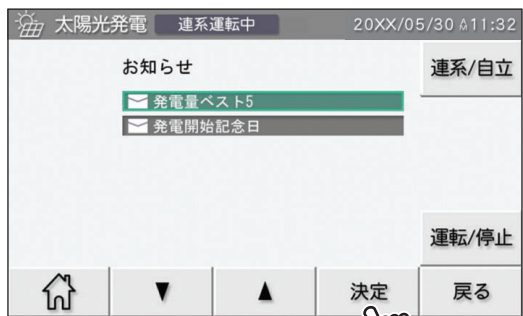 太陽光発電 連系運転中 20XX/05/30 11:32
お知らせ
連系/自立
発電量ベスト5
発電開始記念日
運転/停止
▼ ▲ 決定 戻る